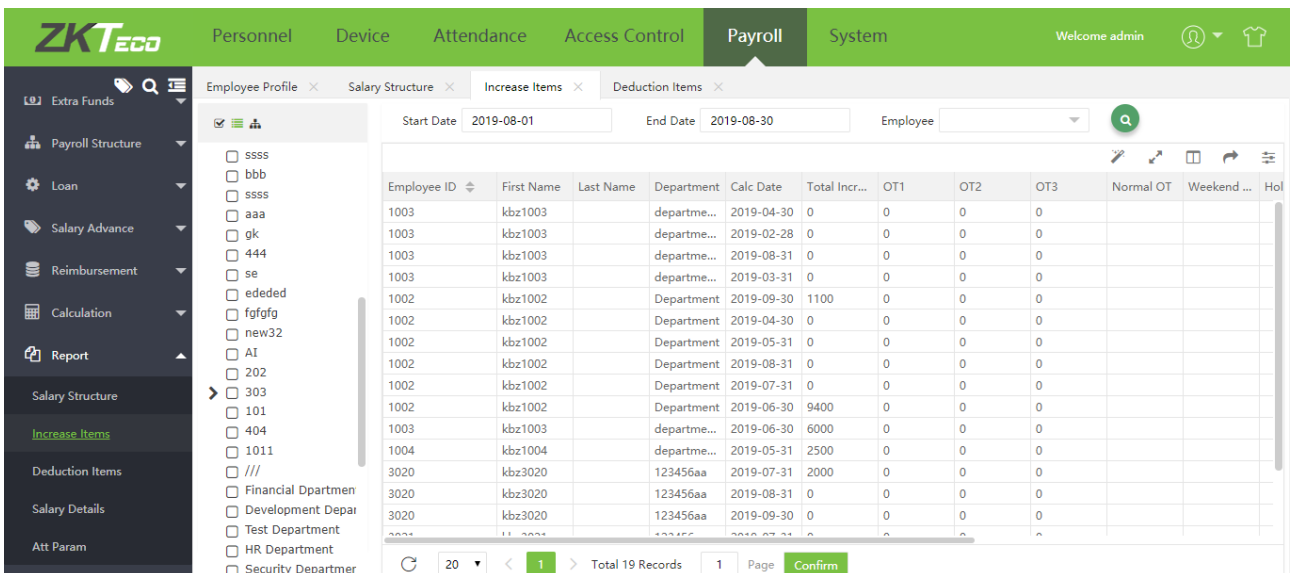 ZKTECO Personnel Device Attendance Access Control Payroll System Welcome admin
Employee Profile Salary Structure Increase Items Deduction Items
Extra Funds
Payroll Structure
Loan
Salary Advance
Reimbursement
Calculation
Report
Salary Structure
Increase Items
Deduction Items
Salary Details
Att Param
ssss
bbb
ssss
aaa
gk
444
se
ededed
fgfgfg
new32
AI
202
303
101
404
1011
///
Financial Dpartmen
Development Depar
Test Department
HR Department
Security Departmer
Start Date 2019-08-01 End Date 2019-08-30 Employee
Employee ID First Name Last Name Department Calc Date Total Incr... OT1 OT2 OT3 Normal OT Weekend ... Hol
1003 kbz1003 departme... 2019-04-30 0 0 0 0
1003 kbz1003 departme... 2019-02-28 0 0 0 0
1003 kbz1003 departme... 2019-08-31 0 0 0 0
1003 kbz1003 departme... 2019-03-31 0 0 0 0
1002 kbz1002 Department 2019-09-30 1100 0 0 0
1002 kbz1002 Department 2019-04-30 0 0 0 0
1002 kbz1002 Department 2019-05-31 0 0 0 0
1002 kbz1002 Department 2019-08-31 0 0 0 0
1002 kbz1002 Department 2019-07-31 0 0 0 0
1002 kbz1002 Department 2019-06-30 9400 0 0 0
1003 kbz1003 departme... 2019-06-30 6000 0 0 0
1004 kbz1004 departme... 2019-05-31 2500 0 0 0
3020 kbz3020 123456aa 2019-07-31 2000 0 0 0
3020 kbz3020 123456aa 2019-08-31 0 0 0 0
3020 kbz3020 123456aa 2019-09-30 0 0 0 0
20 1 Total 19 Records 1 Page Confirm